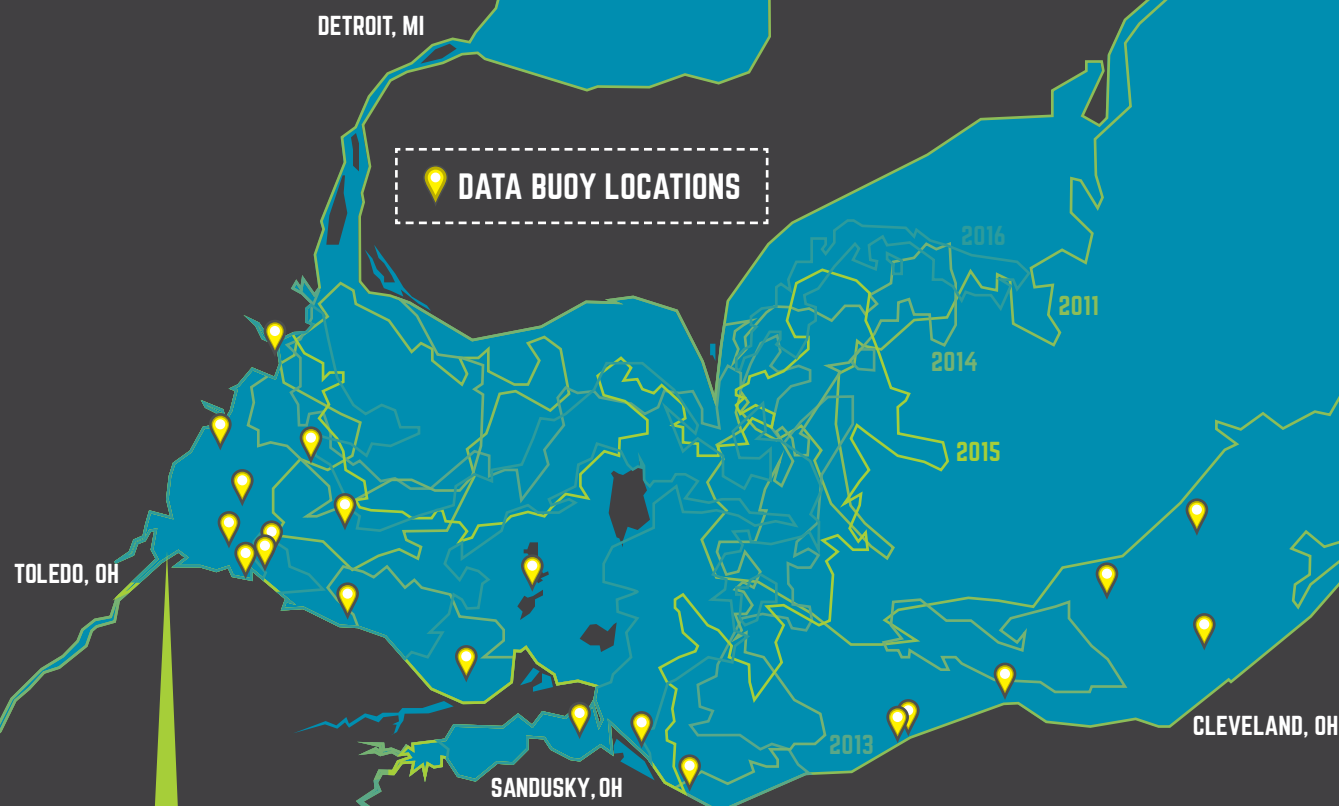 DETROIT, MI
DATA BUOY LOCATIONS
2016
2011
2014
2015
TOLEDO, OH
CLEVELAND, OH
2013
SANDUSKY, OH